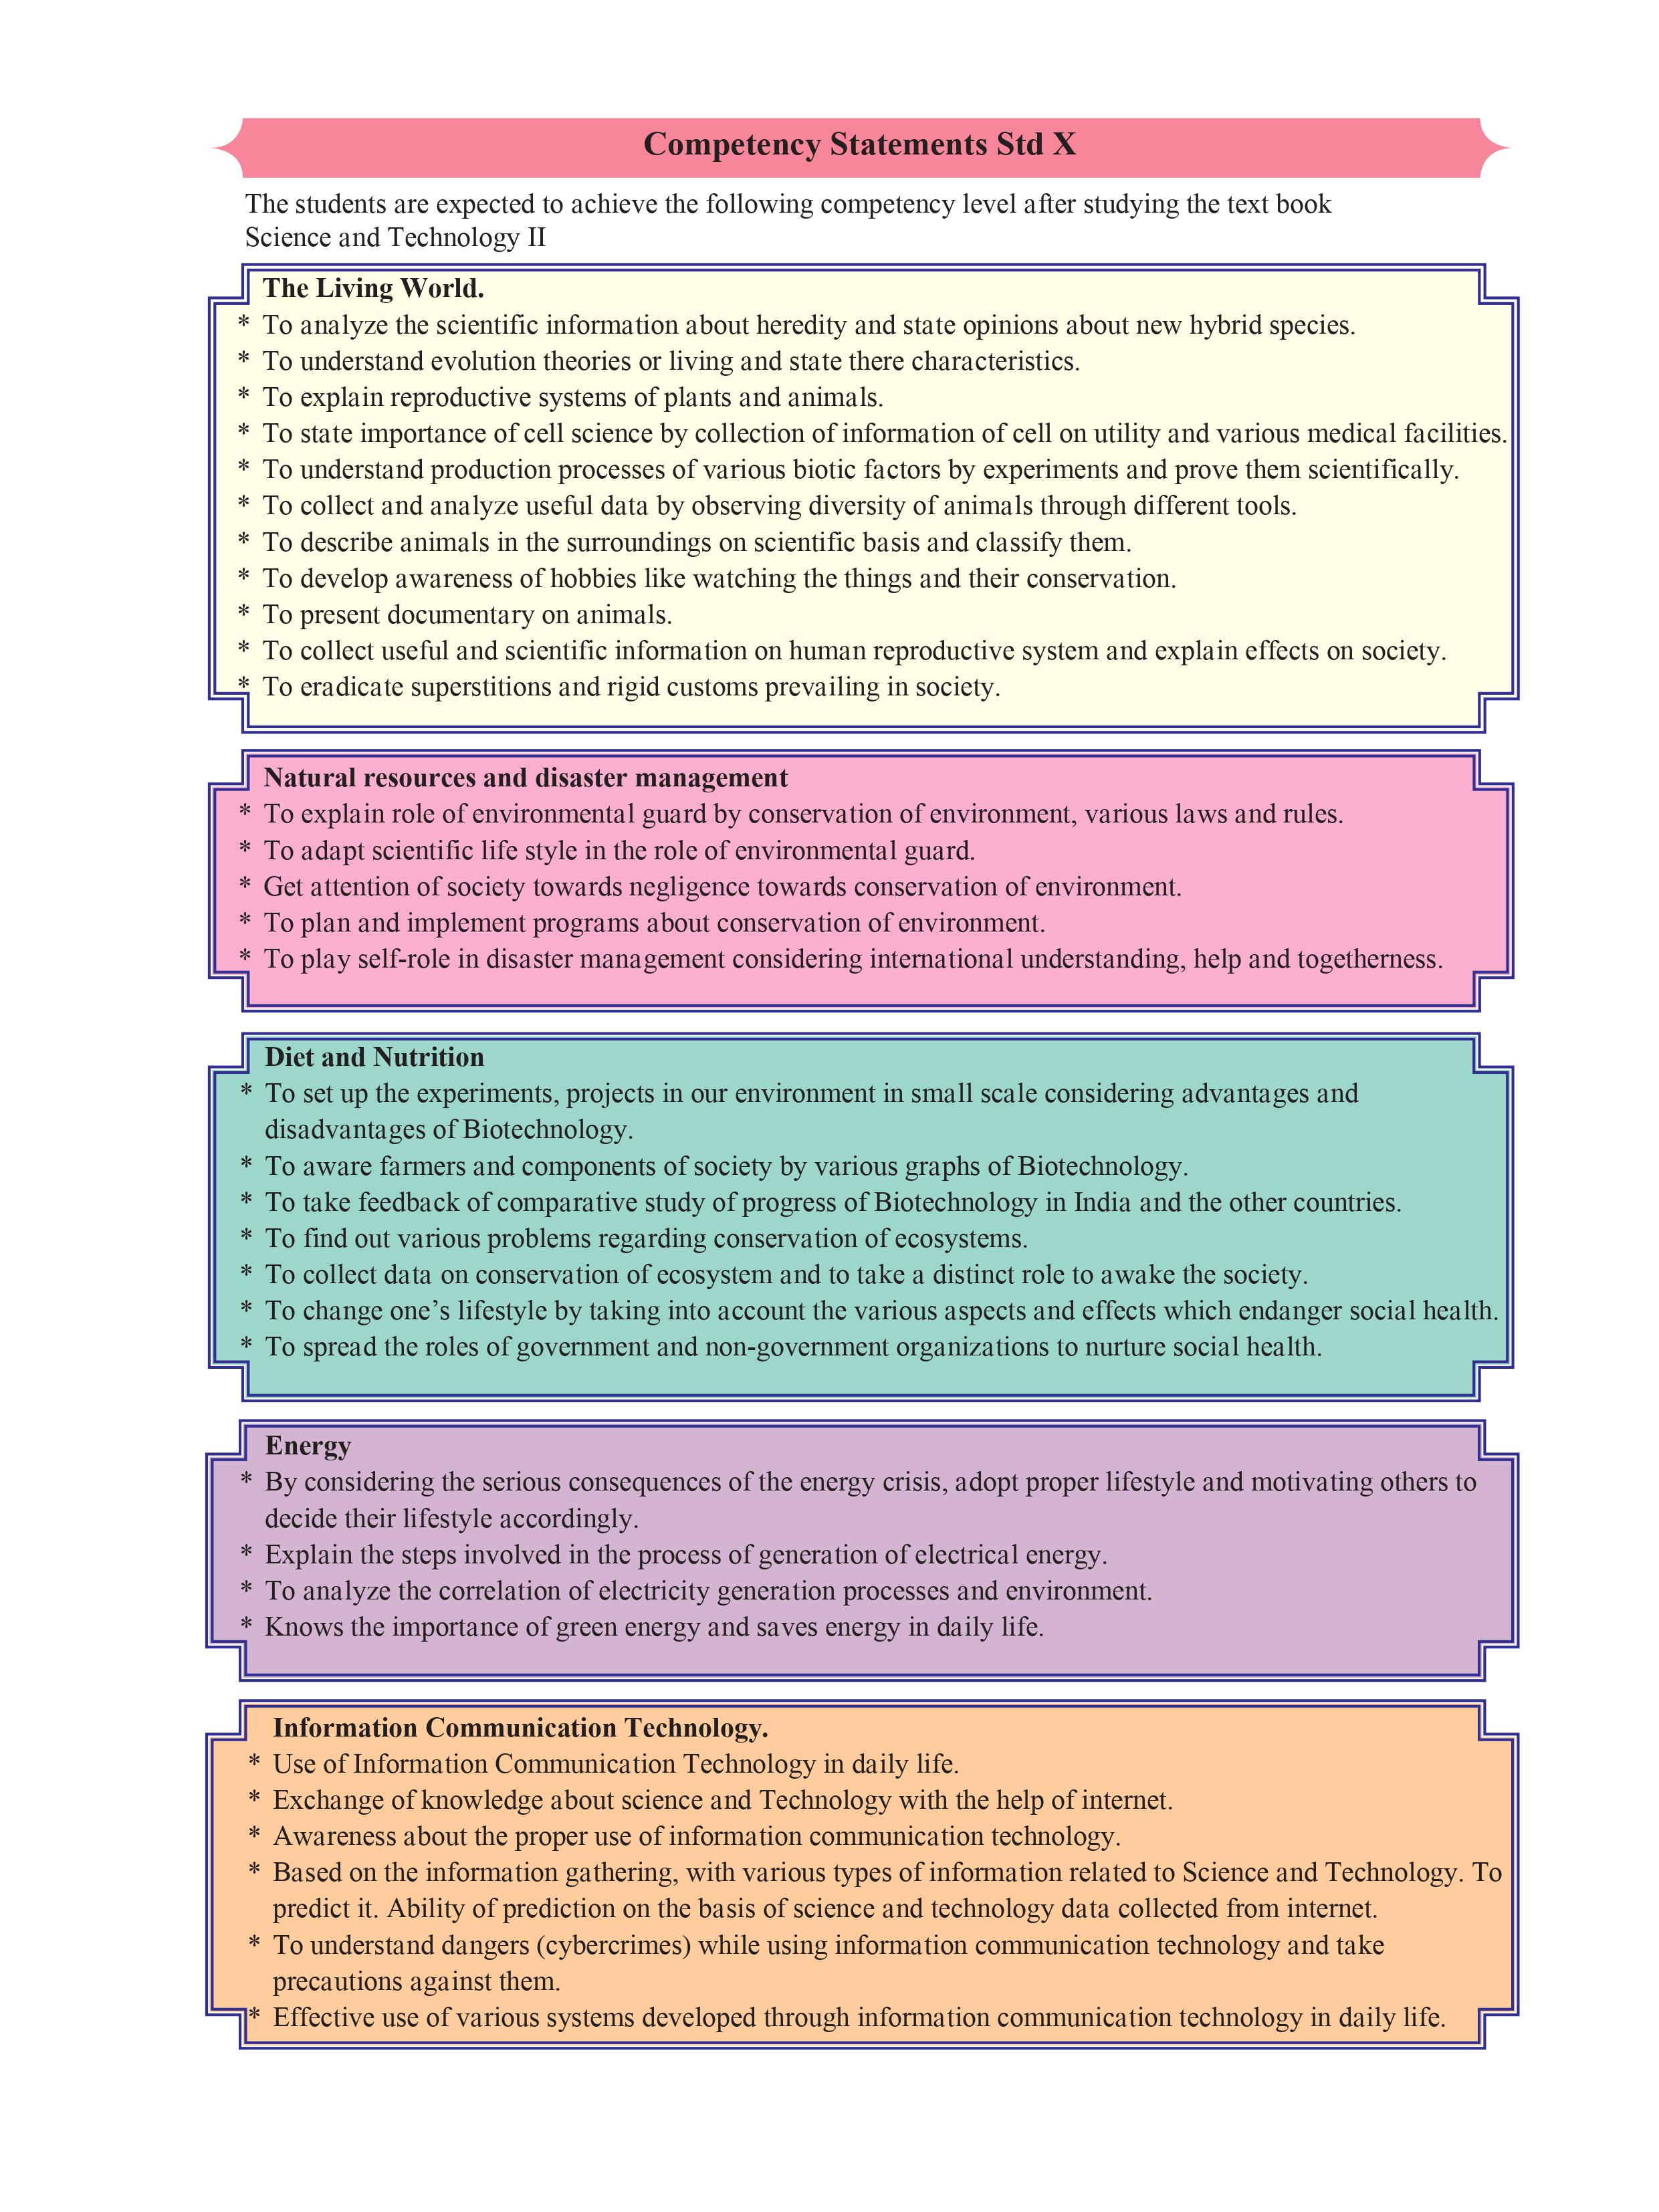 Competency Statements Std X
The students are expected to achieve the following competency level after studying the text book
Science and Technology II
The Living World.
* To analyze the scientific information about heredity and state opinions about new hybrid species.
* To understand evolution theories or living and state there characteristics.
* To explain reproductive systems of plants and animals.
* To state importance of cell science by collection of information of cell on utility and various medical facilities.
* To understand production processes of various biotic factors by experiments and prove them scientifically.
* To collect and analyze useful data by observing diversity of animals through different tools.
* To describe animals in the surroundings on scientific basis and classify them.
* To develop awareness of hobbies like watching the things and their conservation.
* To present documentary on animals.
* To collect useful and scientific information on human reproductive system and explain effects on society.
* To eradicate superstitions and rigid customs prevailing in society.
Natural resources and disaster management
* To explain role of environmental guard by conservation of environment, various laws and rules.
* To adapt scientific life style in the role of environmental guard.
* Get attention of society towards negligence towards conservation of environment.
* To plan and implement programs about conservation of environment.
* To play self-role in disaster management considering international understanding, help and togetherness.
Diet and Nutrition
* To set up the experiments, projects in our environment in small scale considering advantages and
disadvantages of Biotechnology.
* To aware farmers and components of society by various graphs of Biotechnology.
* To take feedback of comparative study of progress of Biotechnology in India and the other countries.
* To find out various problems regarding conservation of ecosystems.
* To collect data on conservation of ecosystem and to take a distinct role to awake the society.
* To change one’s lifestyle by taking into account the various aspects and effects which endanger social health.
* To spread the roles of government and non-government organizations to nurture social health.
Energy
* By considering the serious consequences of the energy crisis, adopt proper lifestyle and motivating others to
decide their lifestyle accordingly.
* Explain the steps involved in the process of generation of electrical energy.
* To analyze the correlation of electricity generation processes and environment.
* Knows the importance of green energy and saves energy in daily life.
Information Communication Technology.
* Use of Information Communication Technology in daily life.
* Exchange of knowledge about science and Technology with the help of internet.
* Awareness about the proper use of information communication technology.
* Based on the information gathering, with various types of information related to Science and Technology. To
predict it. Ability of prediction on the basis of science and technology data collected from internet.
* To understand dangers (cybercrimes) while using information communication technology and take
precautions against them.
* Effective use of various systems developed through information communication technology in daily life.